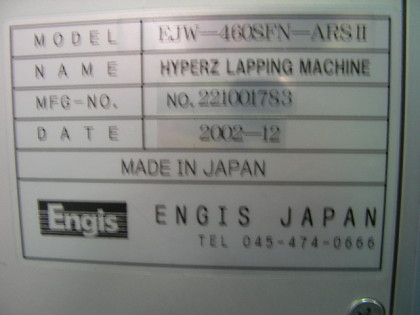 MODEL EJW-460SFN-ARSII
NAME HYPERZ LAPPING MACHINE
MFG-NO. NO.221001783
DATE 2002-12
MADE IN JAPAN
Engis ENGIS JAPAN
TEL 045-474-0666